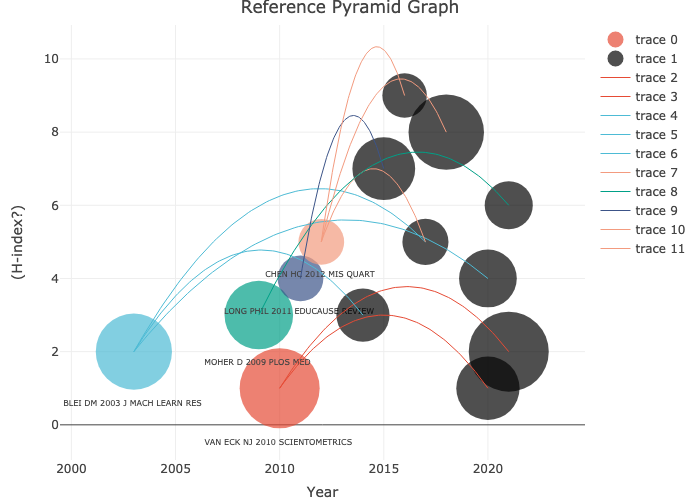 Reference Pyramid Graph
10
8
6
4
2
0
(H-index?)
2000
2005
2010
2015
2020
Year
CHEN HC 2012 MIS QUART
LONG PHIL 2011 EDUCAUSE REVIEW
MOHER D 2009 PLOS MED
BLEI DM 2003 J MACH LEARN RES
VAN ECK NJ 2010 SCIENTOMETRICS
trace 0
trace 1
trace 2
trace 3
trace 4
trace 5
trace 6
trace 7
trace 8
trace 9
trace 10
trace 11